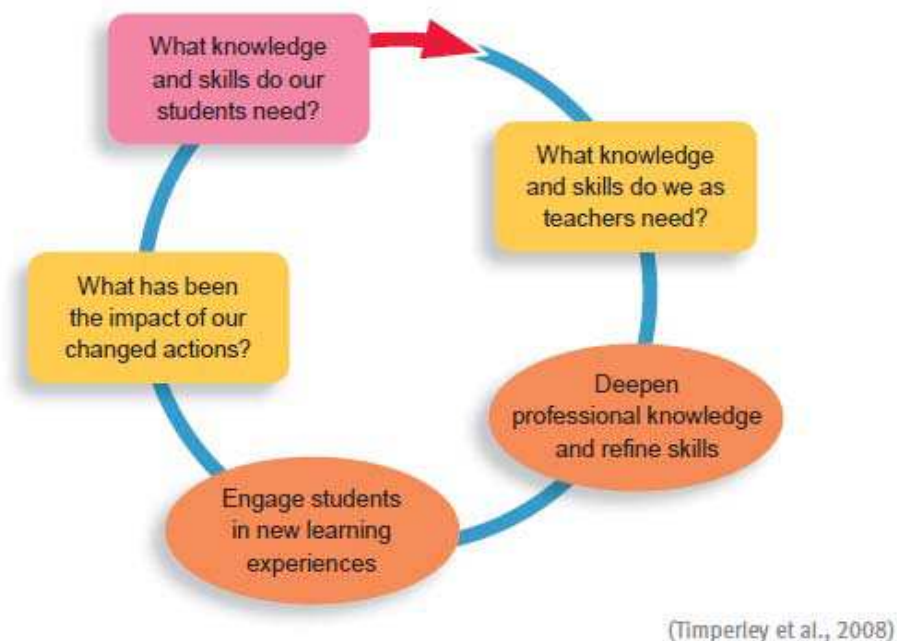 What knowledge
and skills do our
students need?
What knowledge
and skills do we as
teachers need?
Deepen
professional knowledge
and refine skills
Engage students
in new learning
experiences
What has been
the impact of our
changed actions?
(Timperley et al., 2008)